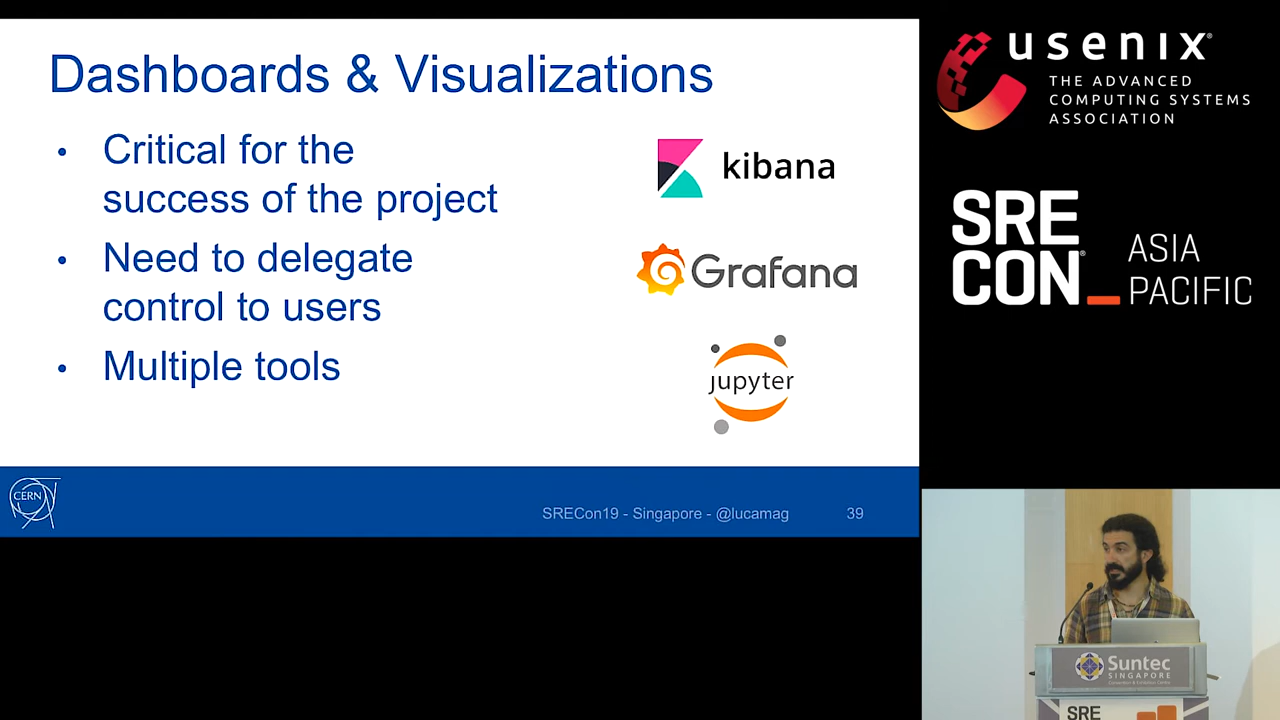 Dashboards & Visualizations
• Critical for the
success of the project
• Need to delegate
control to users
• Multiple tools
kibana
Grafana
jupyter
CERN
SRECon19 - Singapore - @lucamag
39
usenix®
THE ADVANCED
COMPUTING SYSTEMS
ASSOCIATION
SRE
CON®
ASIA
PACIFIC
Suntec
SINGAPORE
SRE